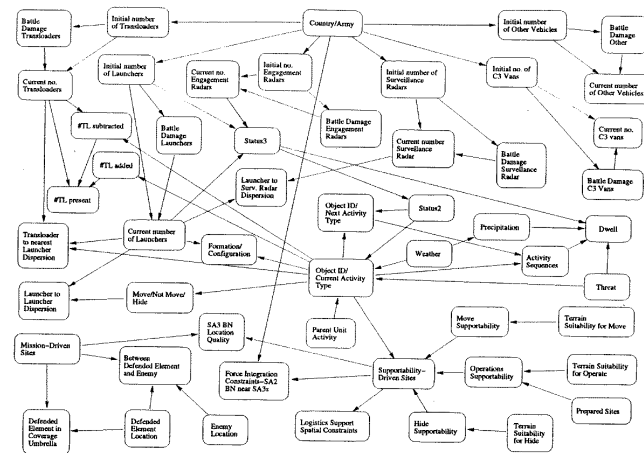 Battle
Damage
Transloaders
Initial number
of Transloaders
Country/Army
Initial number
of Other Vehicles
Battle
Damage
Other
Current no.
Transloaders
Initial number
of Launchers
Current no.
Engagement
Radars
Initial no.
Engagement
Radars
Initial number of
Surveillance
Radars
Initial no. of
C3 Vans
Current number
of Other Vehicles
#TL subtracted
Battle
Damage
Launchers
Status3
Battle Damage
Engagement Radars
Current number
Surveillance
Radar
Battle
Damage
Surveillance
Radar
Current no.
C3 vans
#TL added
Launcher to
Surv. Radar
Dispersion
Battle Damage
C3 Vans
#TL present
Object ID/
Next Activity
Type
Status2
Transloader
to nearest
Launcher
Dispersion
Current number
of Launchers
Formation/
Configuration
Precipitation
Dwell
Weather
Activity
Sequences
Object ID/
Current Activity
Type
Launcher to
Launcher
Dispersion
Move/Not Move/
Hide
Threat
Mission-Driven
Sites
SA3 BN
Location
Quality
Parent Unit
Activity
Move
Supportability
Terrain
Suitability for Move
Between
Defended Element
and Enemy
Force Integration
Constraints-SA2
BN near SA3s
Supportability-
Driven Sites
Operations
Supportability
Terrain Suitability
for Operate
Defended
Element in
Coverage
Umbrella
Defended
Element
Location
Enemy
Location
Logistics Support
Spatial Constraints
Hide
Supportability
Terrain
Suitability
for Hide
Prepared Sites